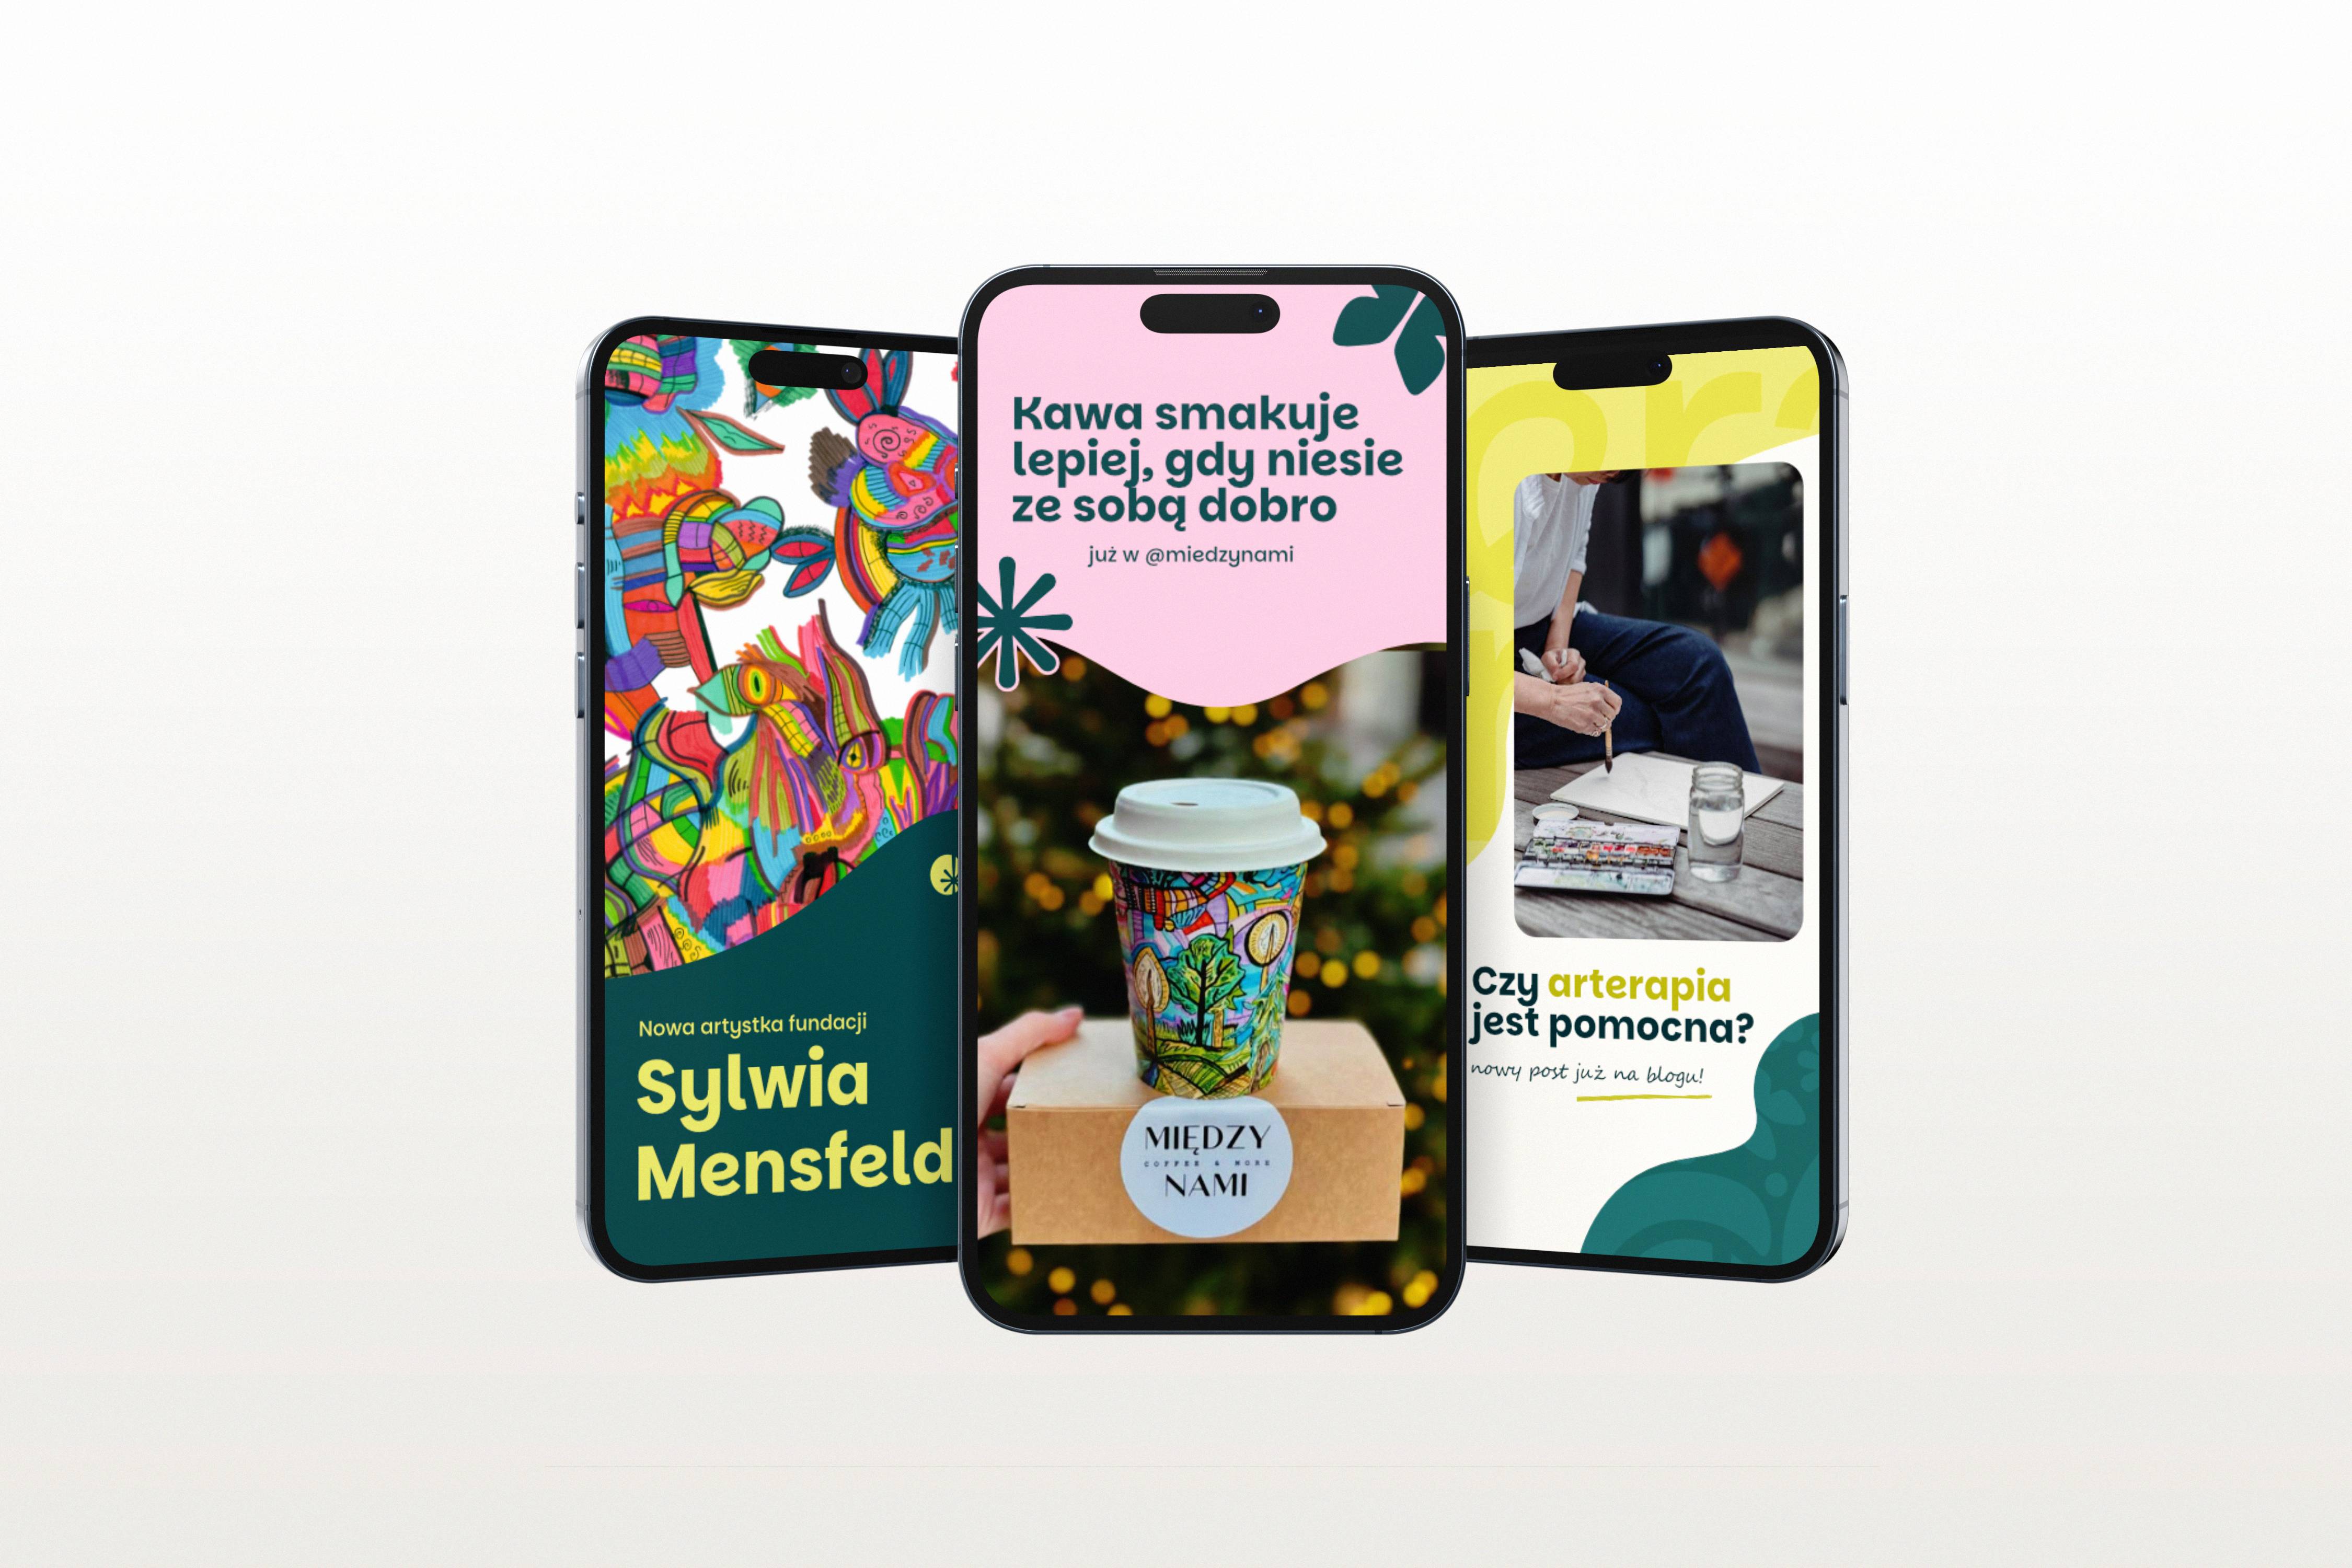 Nowa artystka fundacji
Sylwia
Mensfeld
Kawa smakuje
lepiej, gdy niesie
ze sobą dobro
już w @miedzynami
MIĘDZY
COFFEE & MORE
NAMI
Czy arterapia
jest pomocna?
nowy post już na blogu!